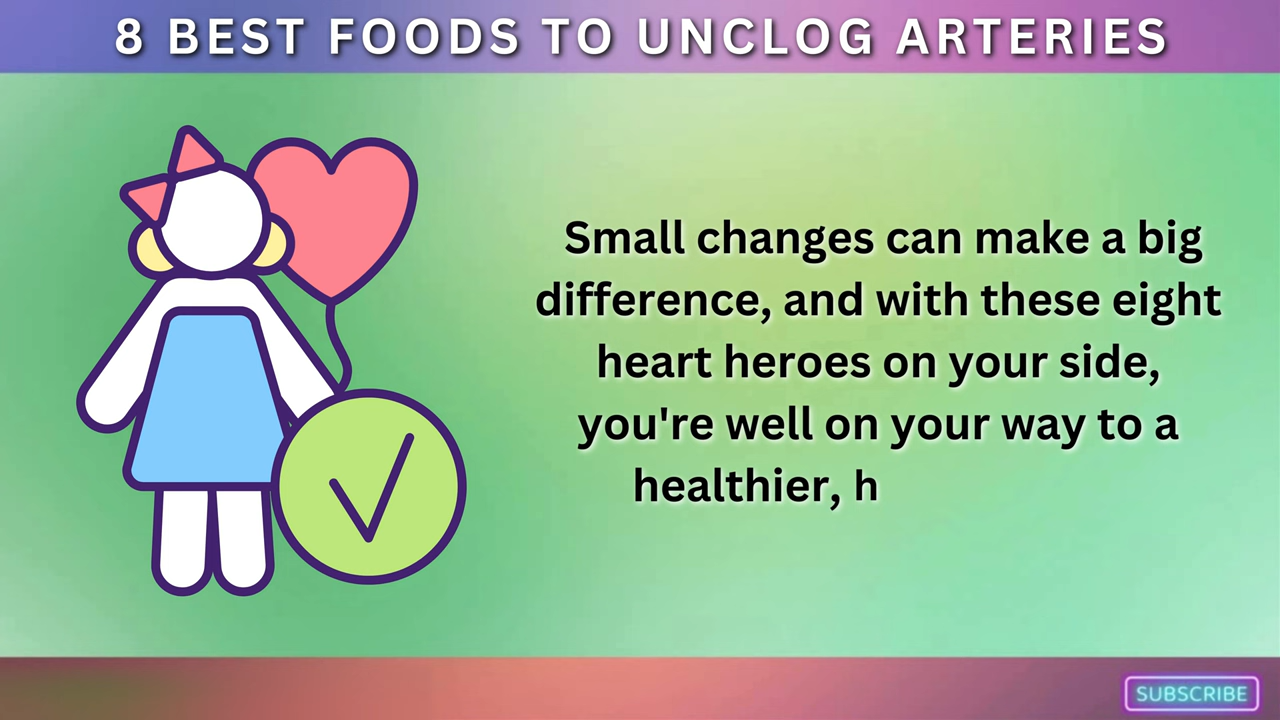 8 BEST FOODS TO UNCLOG ARTERIES
Small changes can make a big
difference, and with these eight
heart heroes on your side,
you're well on your way to a
healthier, h
SUBSCRIBE